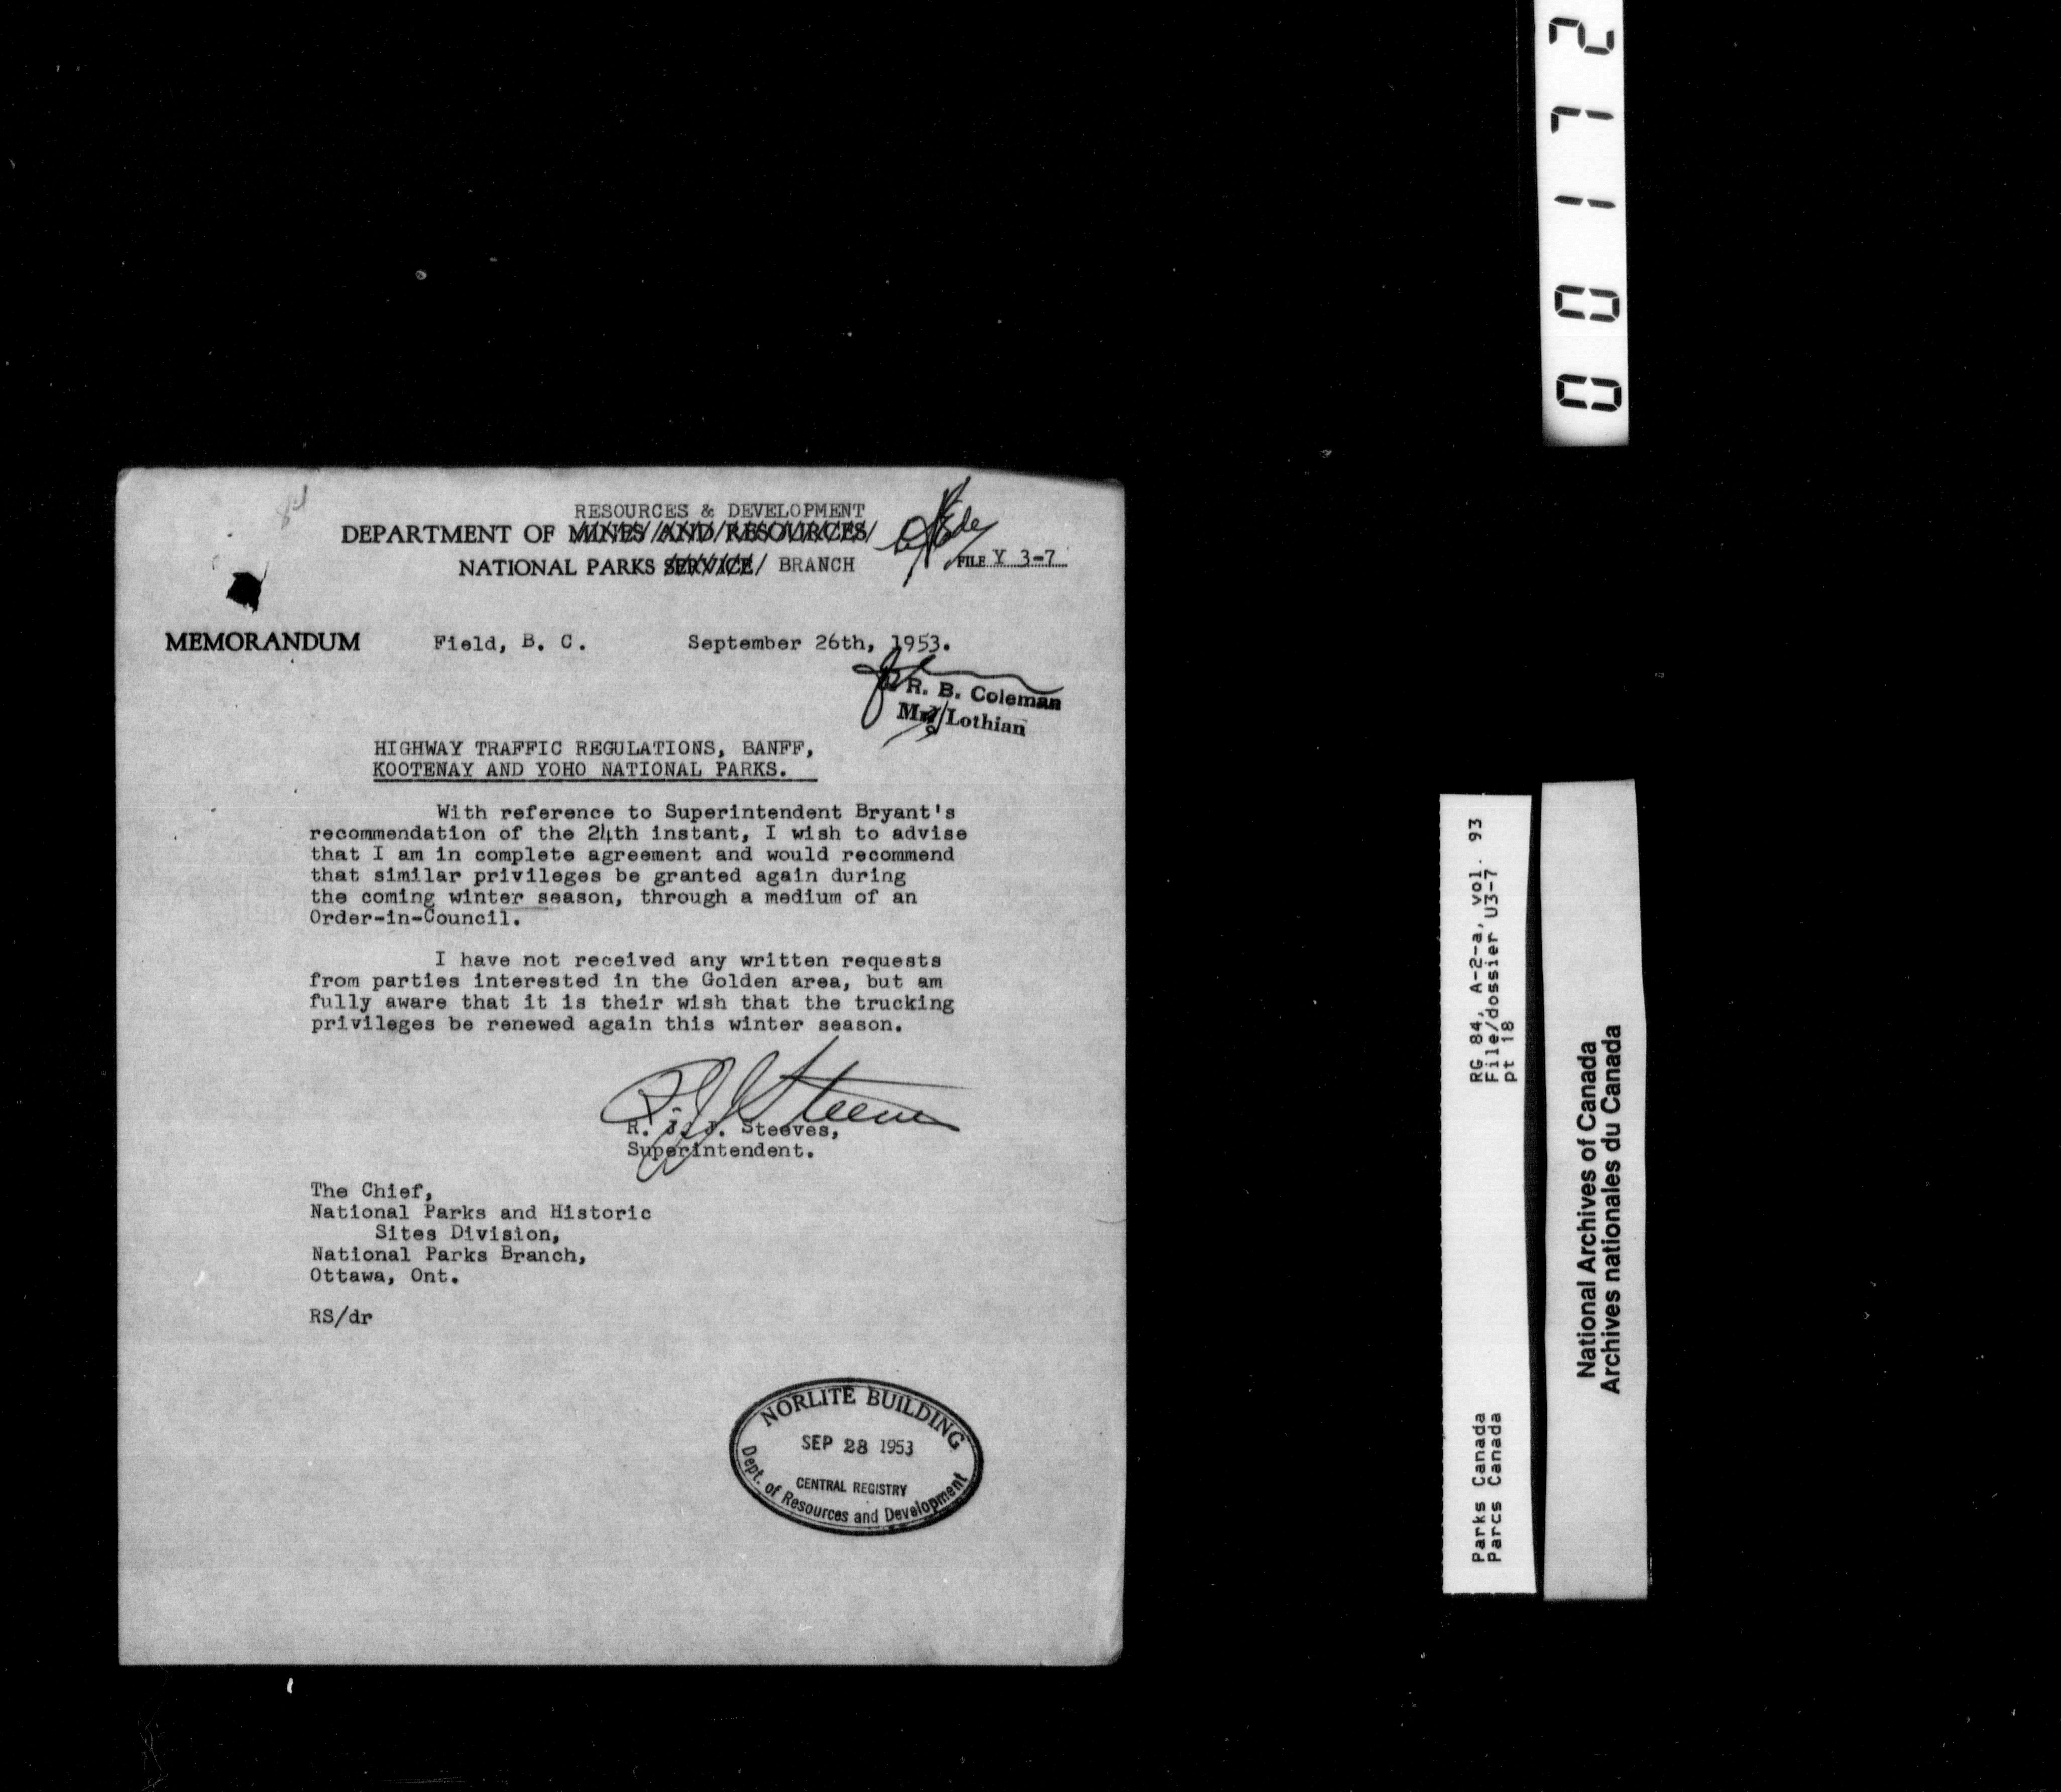 RESOURCES & DEVELOPMENT
DEPARTMENT OF MINES AND RESOURCES
NATIONAL PARKS SERVICE BRANCH
FILE Y 3-7
MEMORANDUM Field, B. C. September 26th, 1953.
R. B. Coleman
Mr. Lothian
HIGHWAY TRAFFIC REGULATIONS, BANFF,
KOOTENAY AND YOHO NATIONAL PARKS.
With reference to Superintendent Bryant's
recommendation of the 24th instant, I wish to advise
that I am in complete agreement and would recommend
that similar privileges be granted again during
the coming winter season, through a medium of an
Order-in-Council.
I have not received any written requests
from parties interested in the Golden area, but am
fully aware that it is their wish that the trucking
privileges be renewed again this winter season.
R. J. J. Steeves,
Superintendent.
The Chief,
National Parks and Historic
Sites Division,
National Parks Branch,
Ottawa, Ont.
RS/dr
NORLITE BUILDING
SEP 28 1953
CENTRAL REGISTRY
Dept. of Resources and Development
00172
RG 84, A-2-a, vol. 93
File/dossier U3-7
pt 18
Parks Canada
Parcs Canada
National Archives of Canada
Archives nationales du Canada